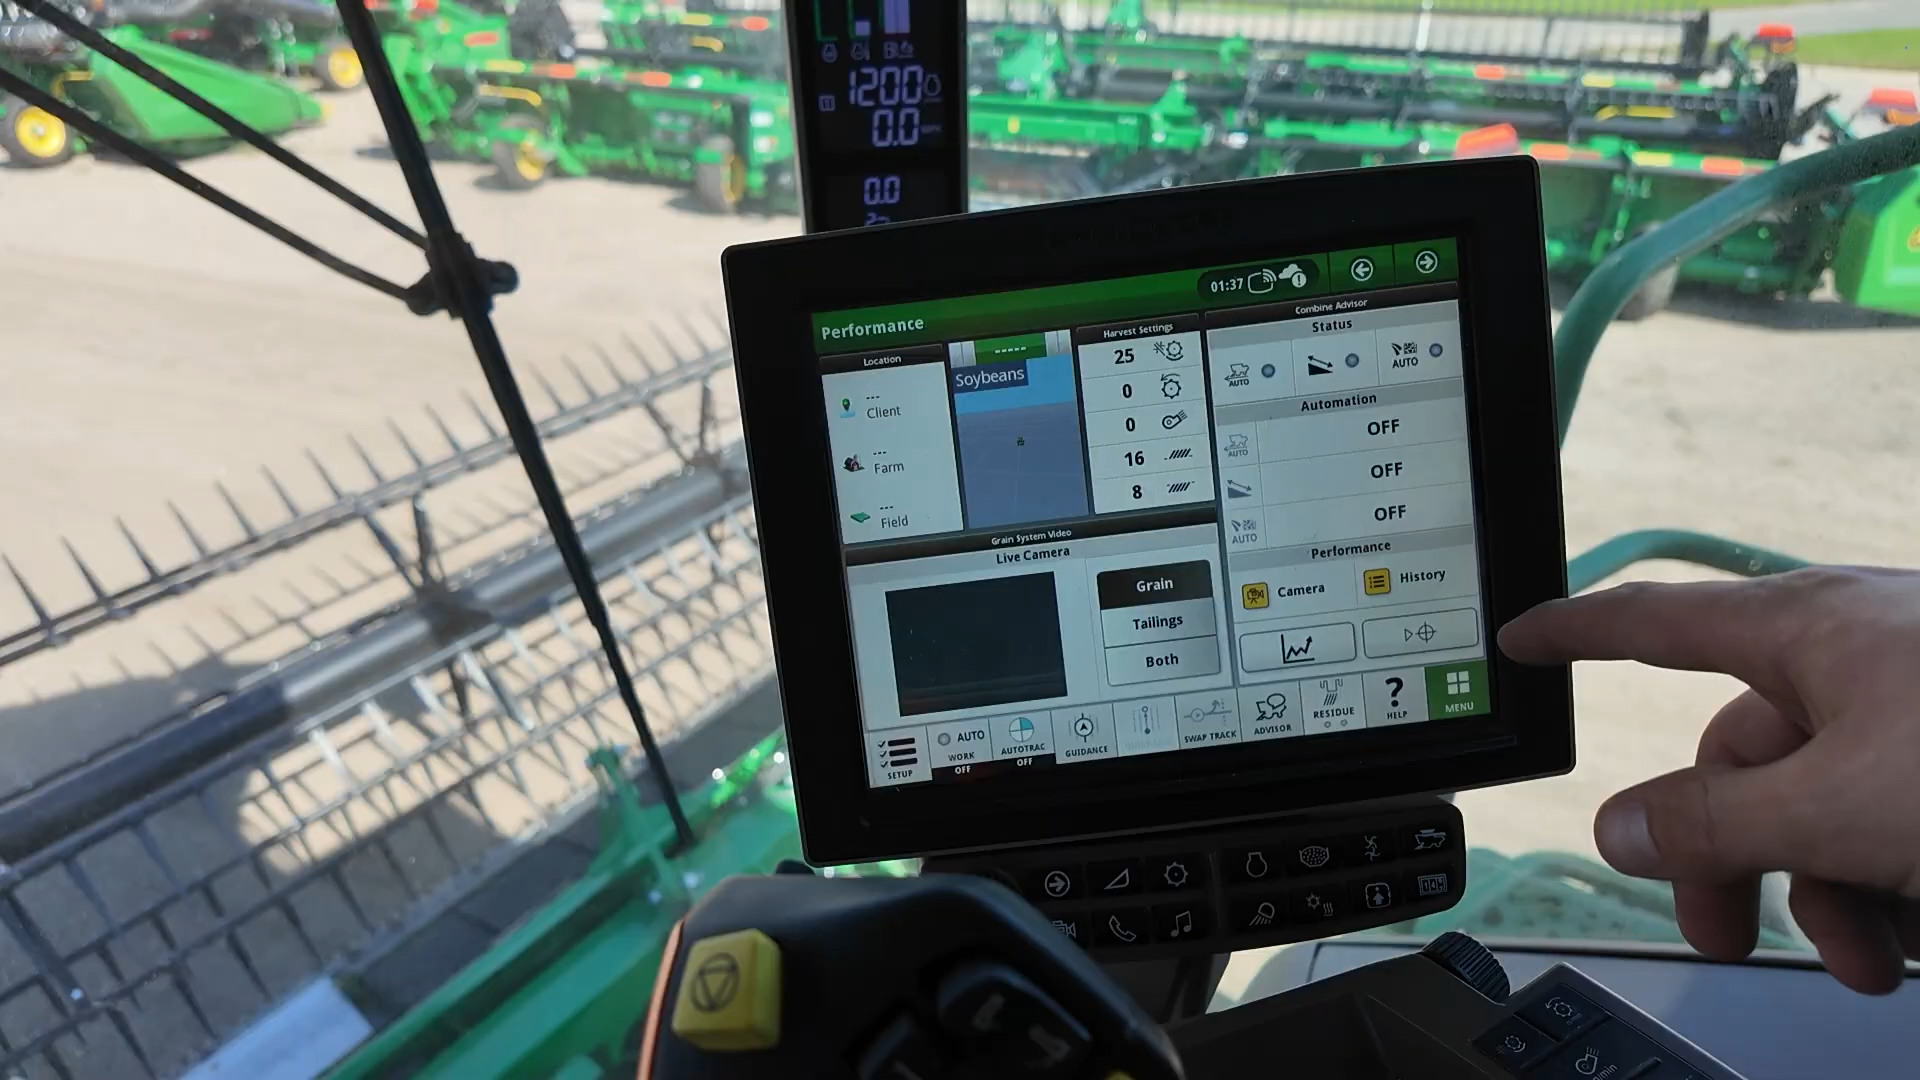 1200
0.0
0.0
01:37
Performance
Location
---
Client
---
Farm
---
Field
-----
Soybeans
Harvest Settings
25
0
0
16
8
Combine Advisor
Status
AUTO
AUTO
Automation
AUTO
OFF
OFF
AUTO
OFF
Performance
Camera
History
Grain System Video
Live Camera
Grain
Tailings
Both
SETUP
AUTO
WORK
OFF
AUTOTRAC
OFF
GUIDANCE
SWAP TRACK
ADVISOR
RESIDUE
?
HELP
MENU